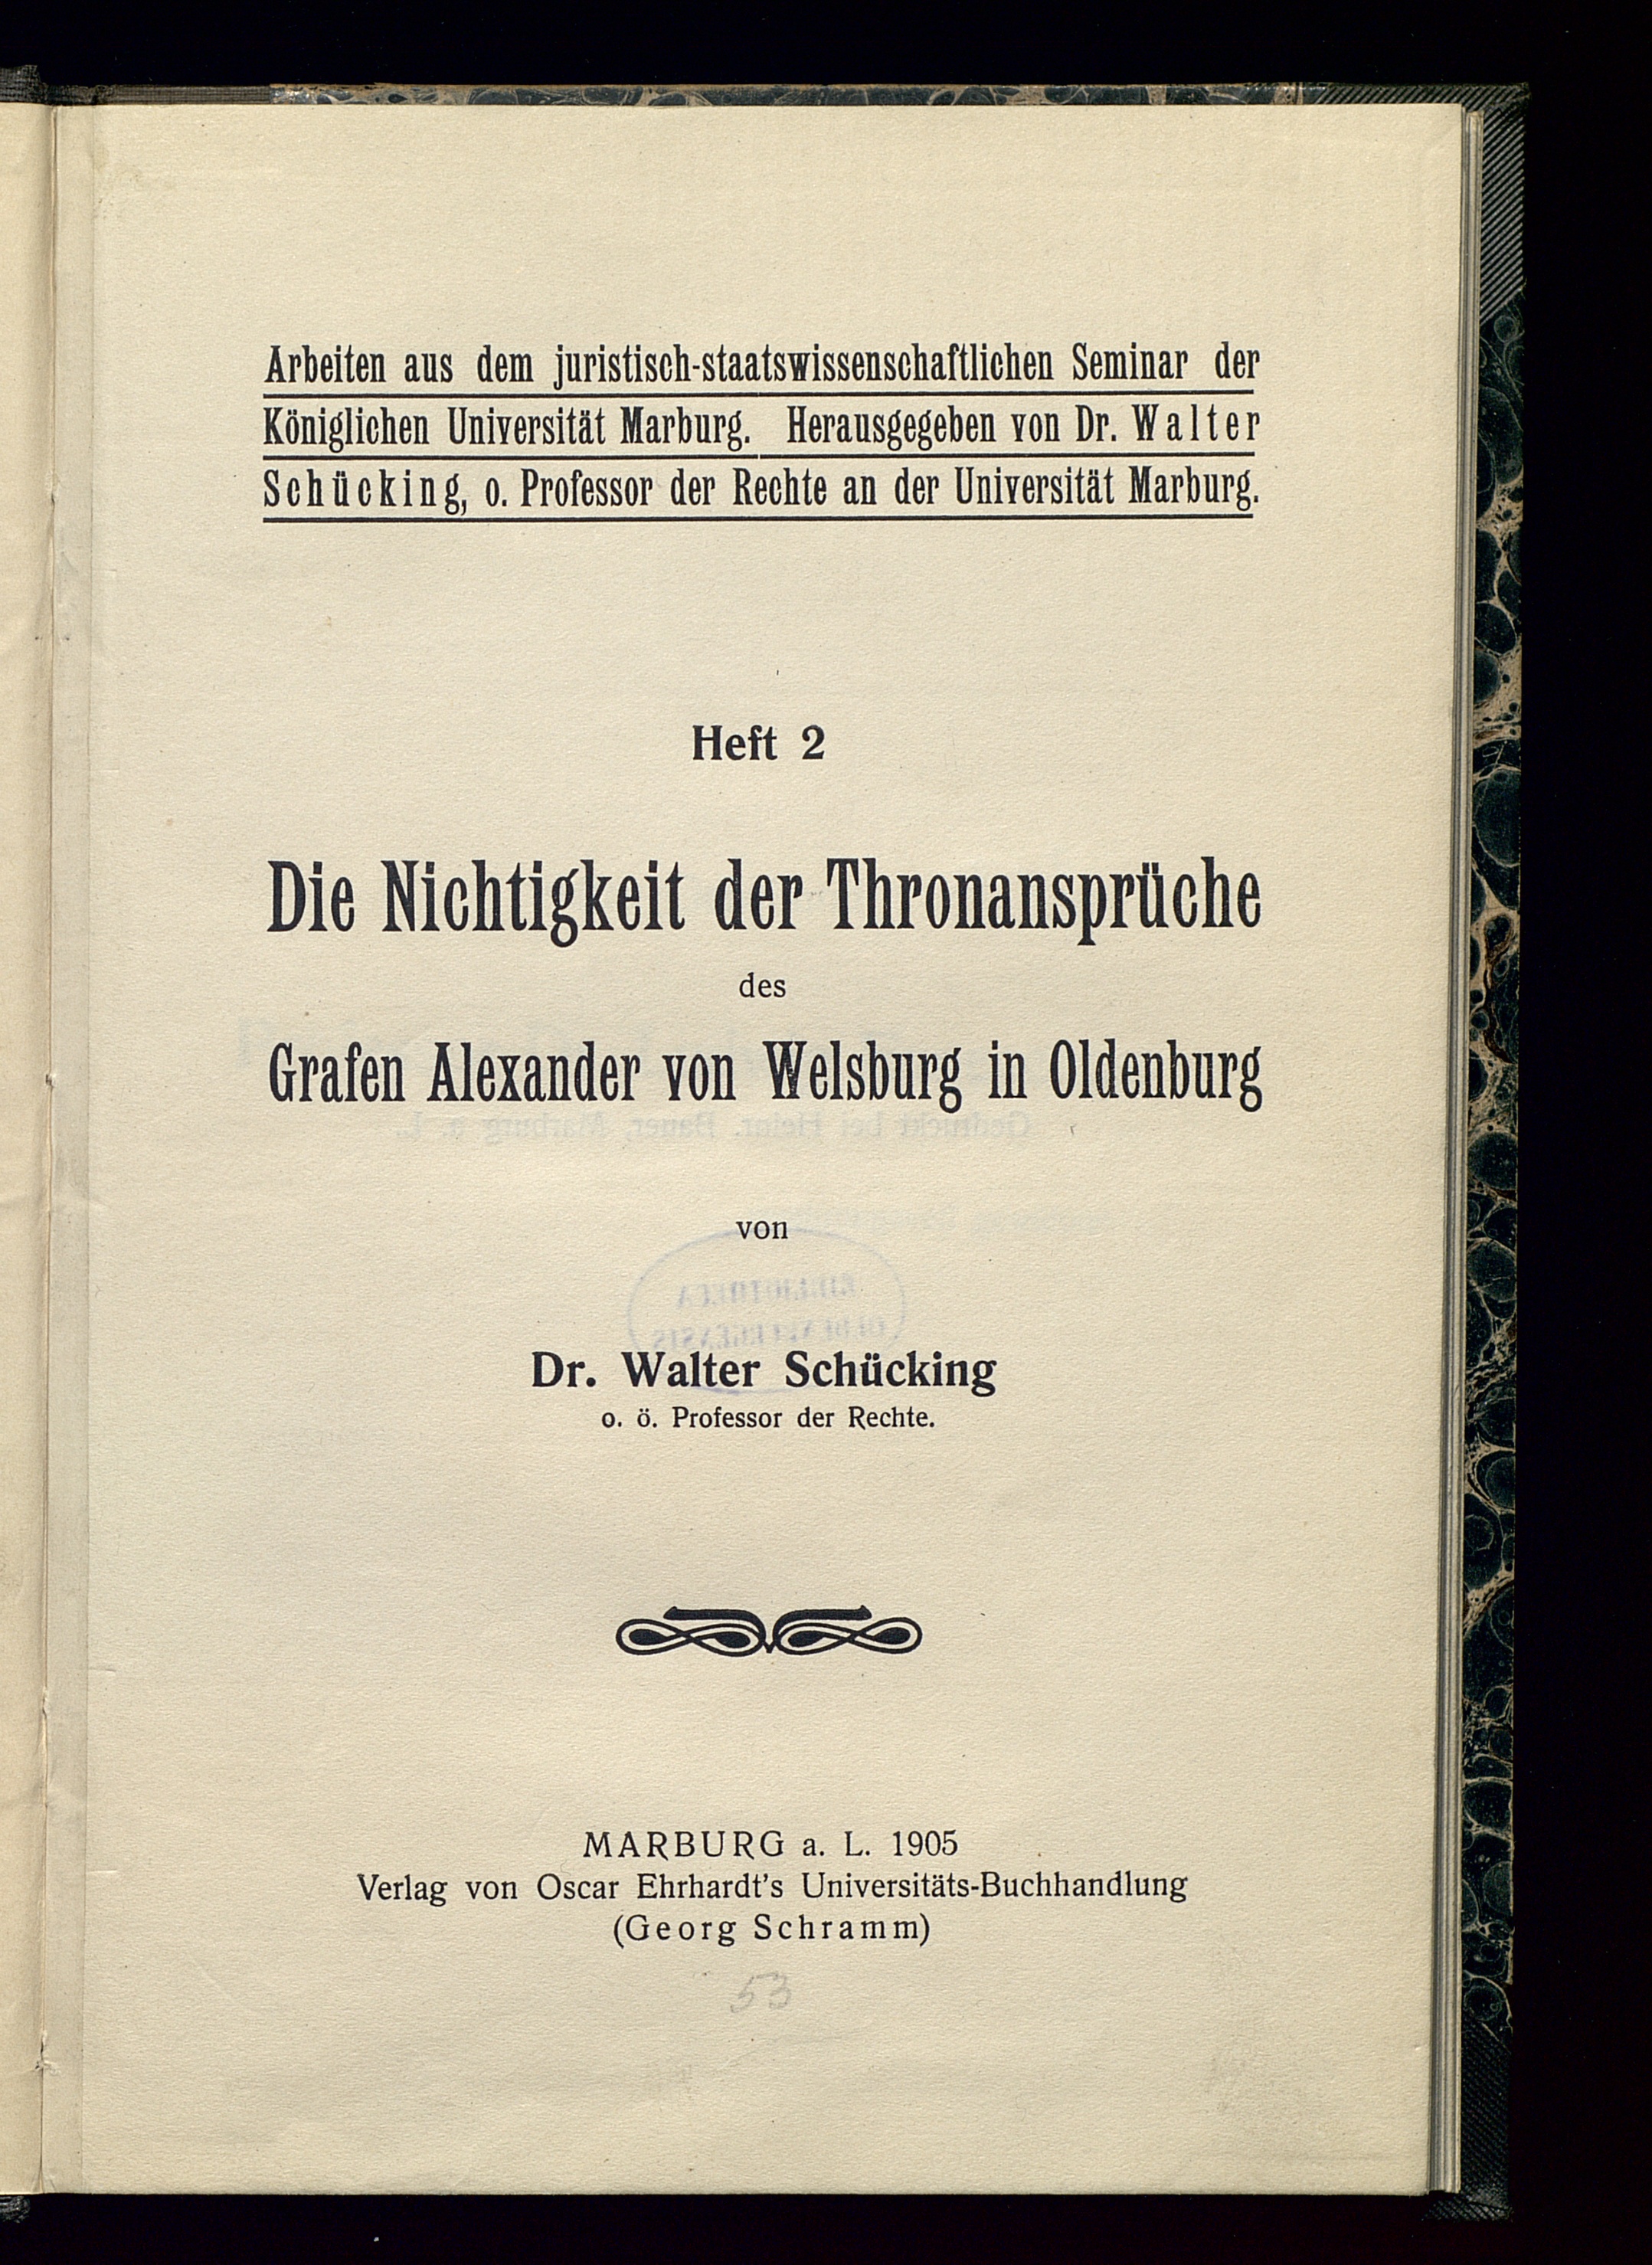 Arbeiten aus dem juristisch-staatswissenschaftlichen Seminar der
Königlichen Universität Marburg. Herausgegeben von Dr. Walter
Schücking, o. Professor der Rechte an der Universität Marburg.
Heft 2
Die Nichtigkeit der Thronansprüche
des
Grafen Alexander von Welsburg in Oldenburg
von
Dr. Walter Schücking
o. ö. Professor der Rechte.
MARBURG a. L. 1905
Verlag von Oscar Ehrhardt's Universitäts-Buchhandlung
(Georg Schramm)
53